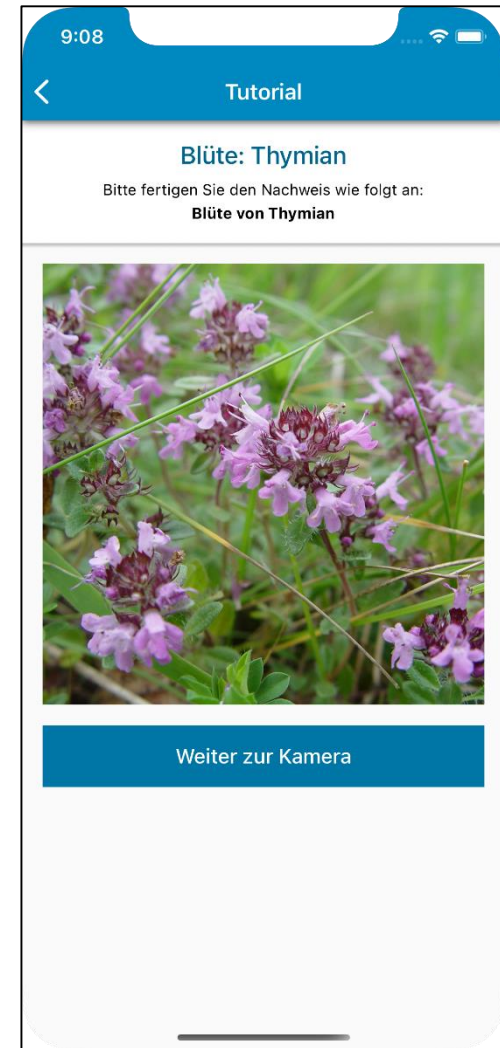 9:08
Tutorial
Blüte: Thymian
Bitte fertigen Sie den Nachweis wie folgt an:
Blüte von Thymian
Weiter zur Kamera